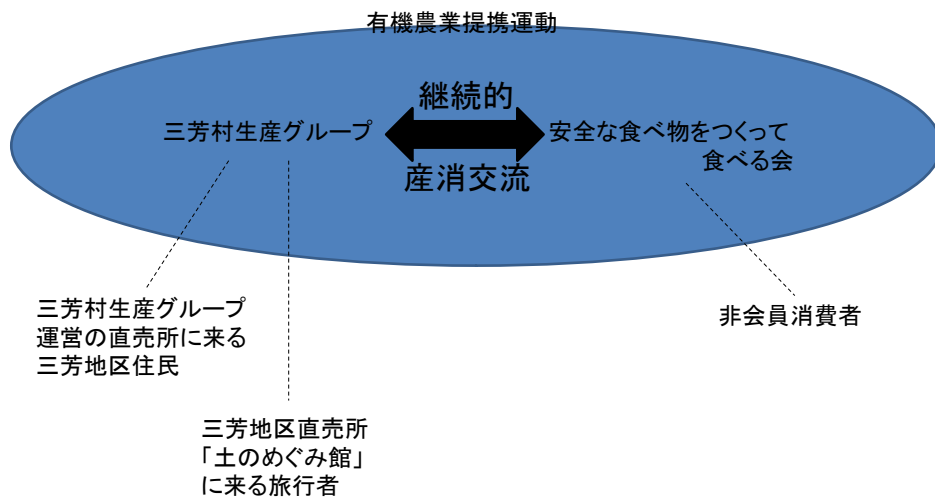 有機農業提携運動
継続的
三芳村生産グループ
安全な食べ物をつくって
食べる会
産消交流
三芳村生産グループ
運営の直売所に来る
三芳地区住民
非会員消費者
三芳地区直売所
「土のめぐみ館」
に来る旅行者